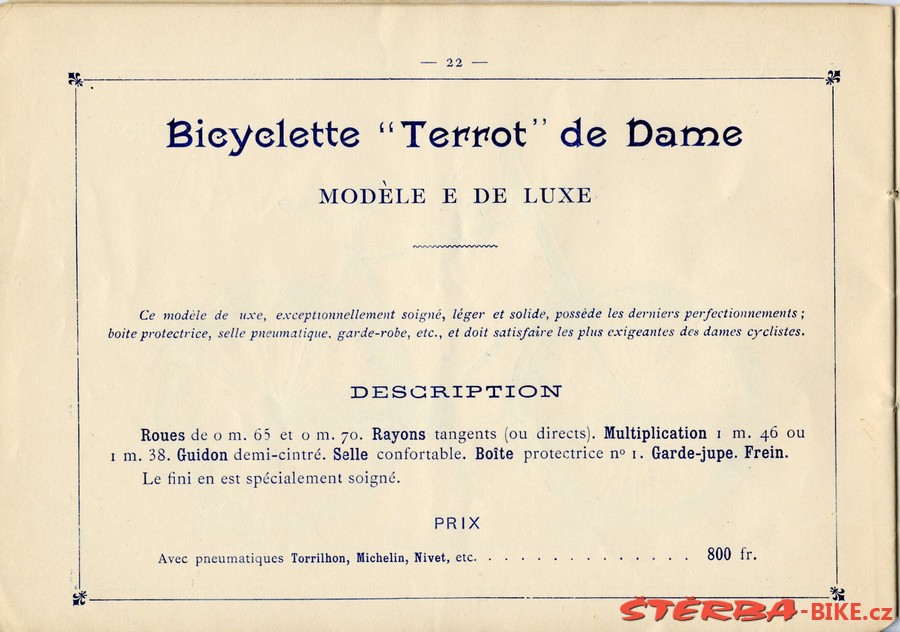 — 22 —
Bicyclette "Terrot" de Dame
MODÈLE E DE LUXE
Ce modèle de uxe, exceptionnellement soigné, léger et solide, possède les derniers perfectionnements ;
boite protectrice, selle pneumatique, garde-robe, etc., et doit satisfaire les plus exigeantes des dames cyclistes.
DESCRIPTION
Roues de 0 m. 65 et 0 m. 70. Rayons tangents (ou directs). Multiplication 1 m. 46 ou
1 m. 38. Guidon demi-cintré. Selle confortable. Boîte protectrice n° 1. Garde-jupe. Frein.
Le fini en est spécialement soigné.
PRIX
Avec pneumatiques Torrilhon, Michelin, Nivet, etc. . . . . . . . . . . . . . . 800 fr.
ŠTĚRBA-BIKE.cz